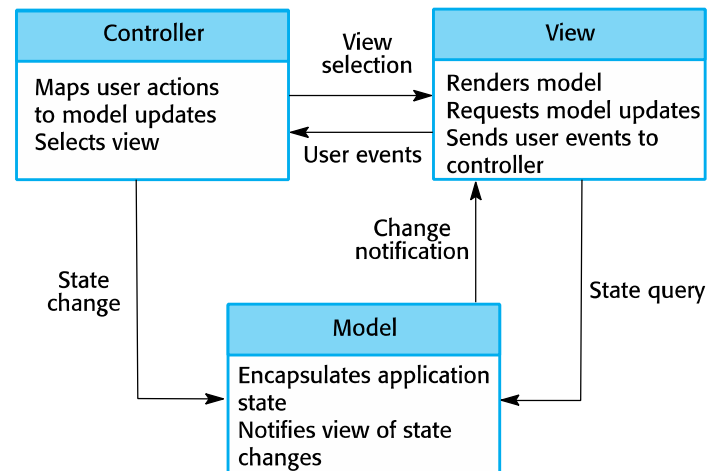 Controller
Maps user actions
to model updates
Selects view
View
selection
User events
View
Renders model
Requests model updates
Sends user events to
controller
State
change
Change
notification
State query
Model
Encapsulates application
state
Notifies view of state
changes